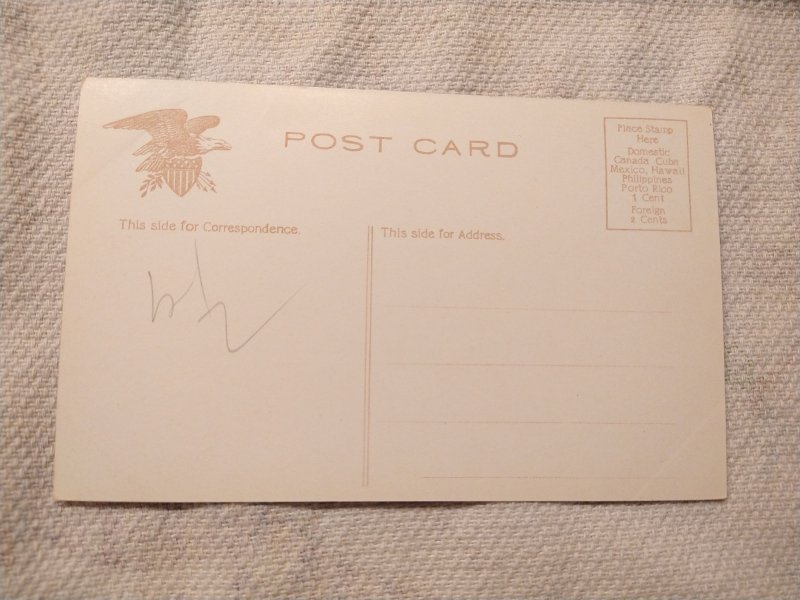 POST CARD
Place Stamp
Here
Domestic
Canada Cuba
Mexico, Hawaii
Philippines
Porto Rico
1 Cent
Foreign
2 Cents
This side for Correspondence.
This side for Address.